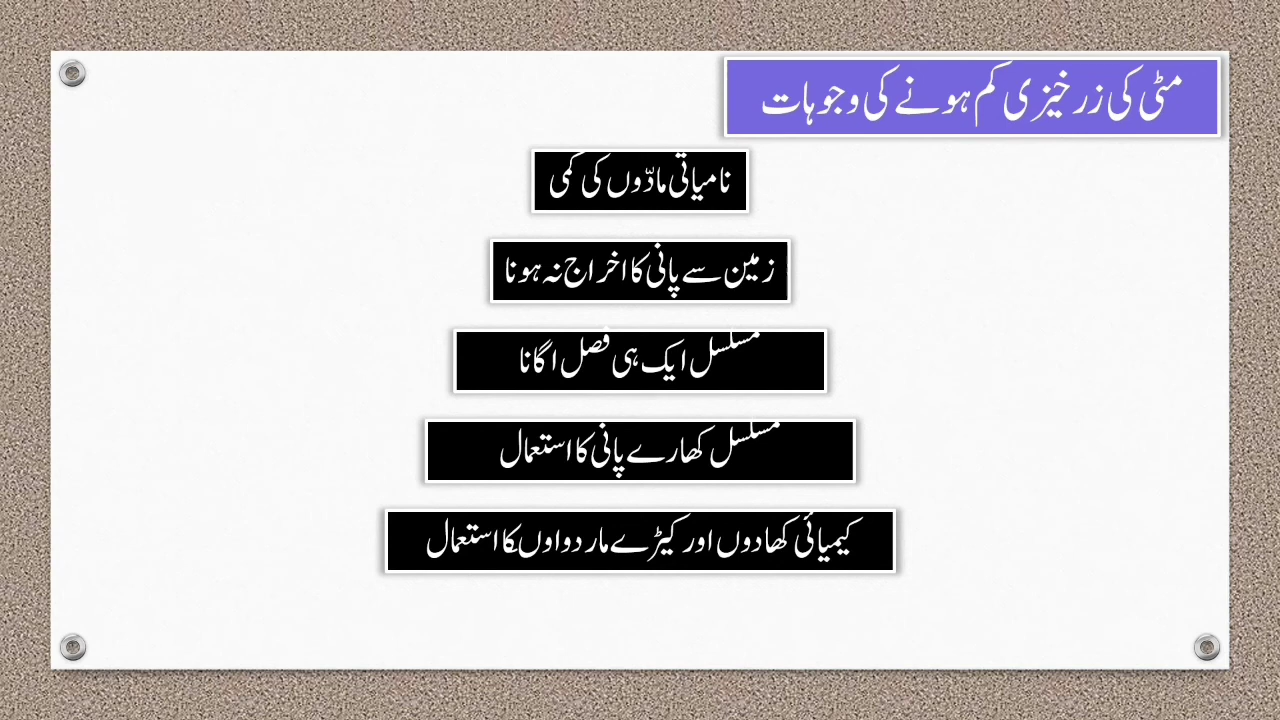 مٹی کی زرخیزی کم ہونے کی وجوہات
نامیاتی مادّوں کی کمی
زمین سے پانی کا اخراج نہ ہونا
مسلسل ایک ہی فصل اگانا
مسلسل کھارے پانی کا استعمال
کیمیائی کھادوں اور کیڑے مار دواوں کا استعمال